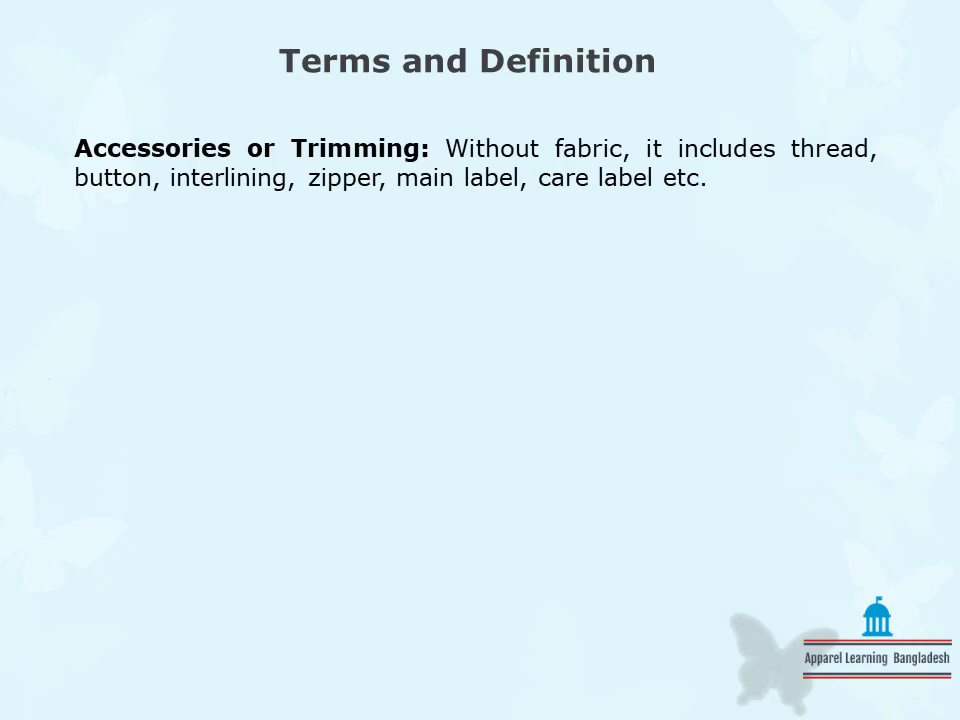 Terms and Definition
Accessories or Trimming: Without fabric, it includes thread,
button, interlining, zipper, main label, care label etc.
Apparel Learning Bangladesh